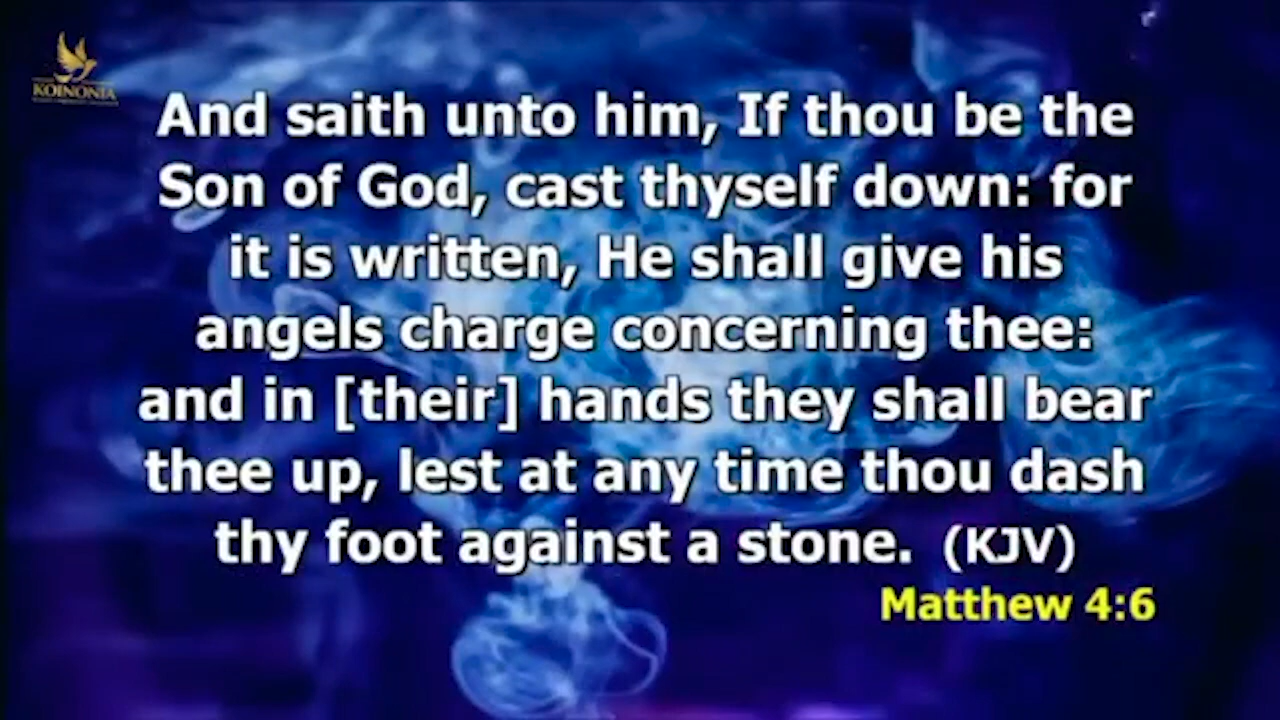 KOINONIA
And saith unto him, If thou be the
Son of God, cast thyself down: for
it is written, He shall give his
angels charge concerning thee:
and in [their] hands they shall bear
thee up, lest at any time thou dash
thy foot against a stone. (KJV)
Matthew 4:6